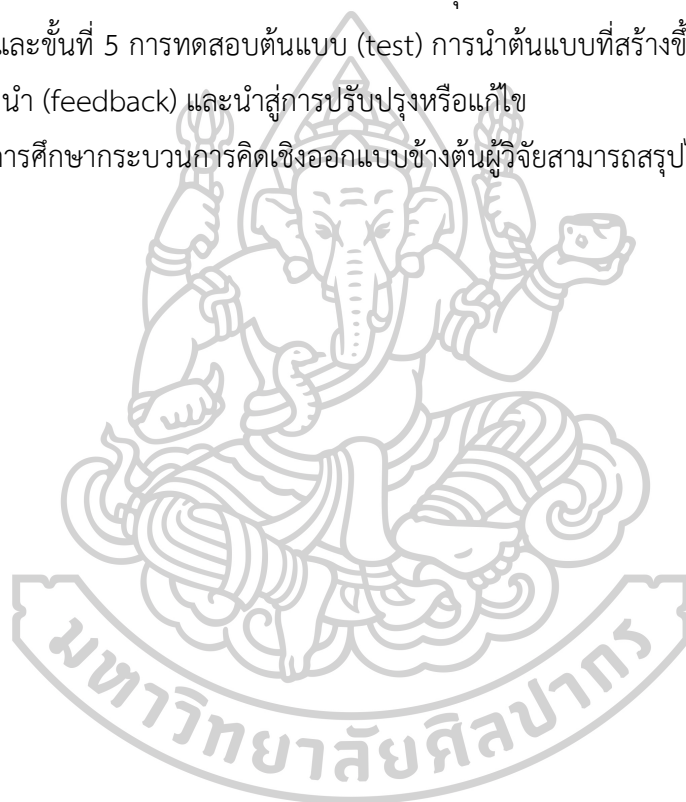 และขั้นที่ 5 การทดสอบต้นแบบ (test) การนำต้นแบบที่สร้างขึ้
นำ (feedback) และนำสู่การปรับปรุงหรือแก้ไข
การศึกษากระบวนการคิดเชิงออกแบบข้างต้นผู้วิจัยสามารถสรุป
มหาวิทยาลัยศิลปากร